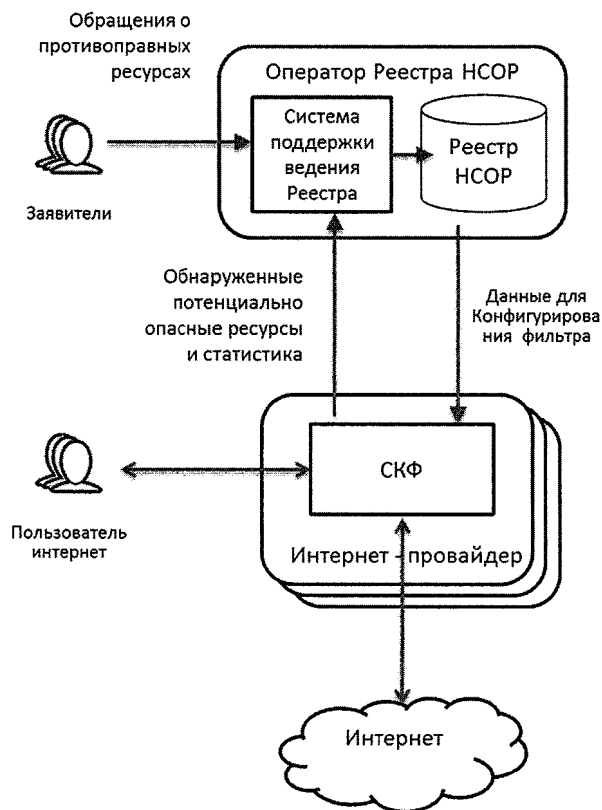 Обращения о
противоправных
ресурсах
Оператор Реестра НСОР
Система
поддержки
ведения
Реестра
Реестр
НСОР
Заявители
Обнаруженные
потенциально
опасные ресурсы
и статистика
Данные для
Конфигурирова
ния фильтра
СКФ
Пользователь
интернет
Интернет - провайдер
Интернет